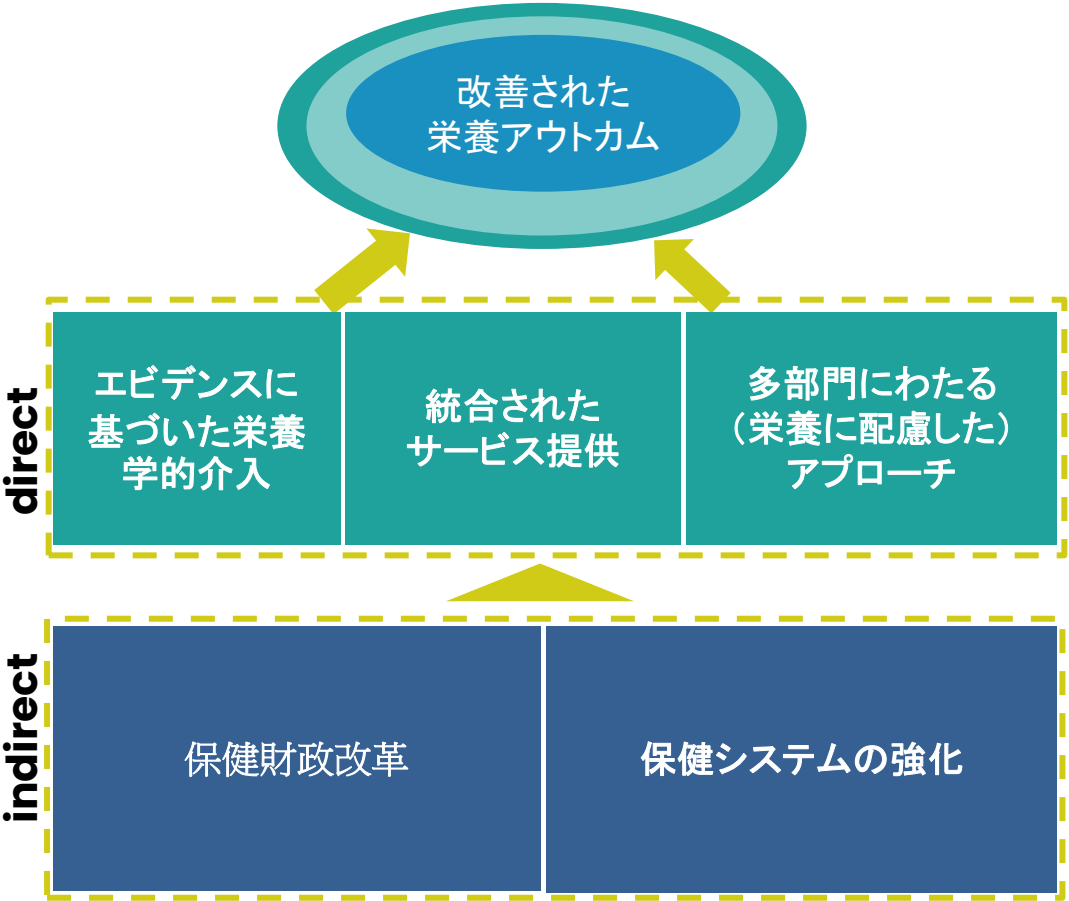 改善された
栄養アウトカム
direct
エビデンスに
基づいた栄養
学的介入
統合された
サービス提供
多部門にわたる
（栄養に配慮した）
アプローチ
indirect
保健財政改革
保健システムの強化